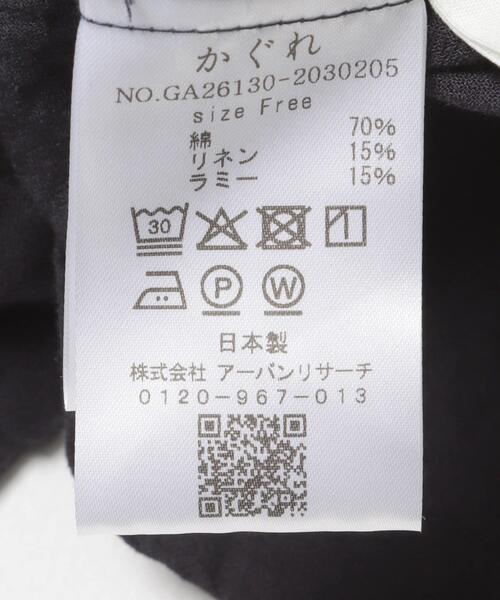 かぐれ
NO.GA26130-2030205
size Free
綿 70%
リネン 15%
ラミー 15%
30
P W
日本製
株式会社 アーバンリサーチ
0120-967-013